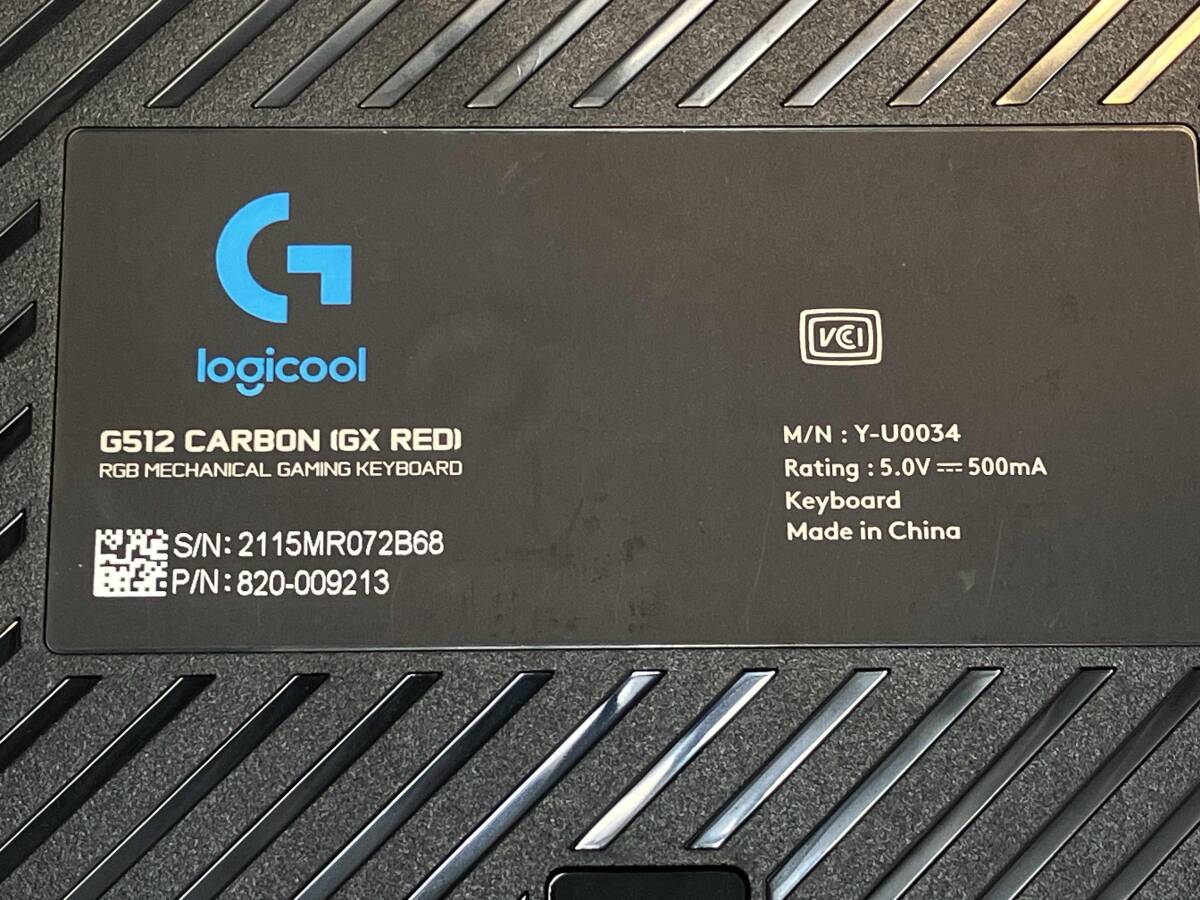 G
logicool
G512 CARBON (GX RED)
RGB MECHANICAL GAMING KEYBOARD
S/N: 2115MR072B68
P/N: 820-009213
VCCI
M/N : Y-U0034
Rating : 5.0V ⎓ 500mA
Keyboard
Made in China